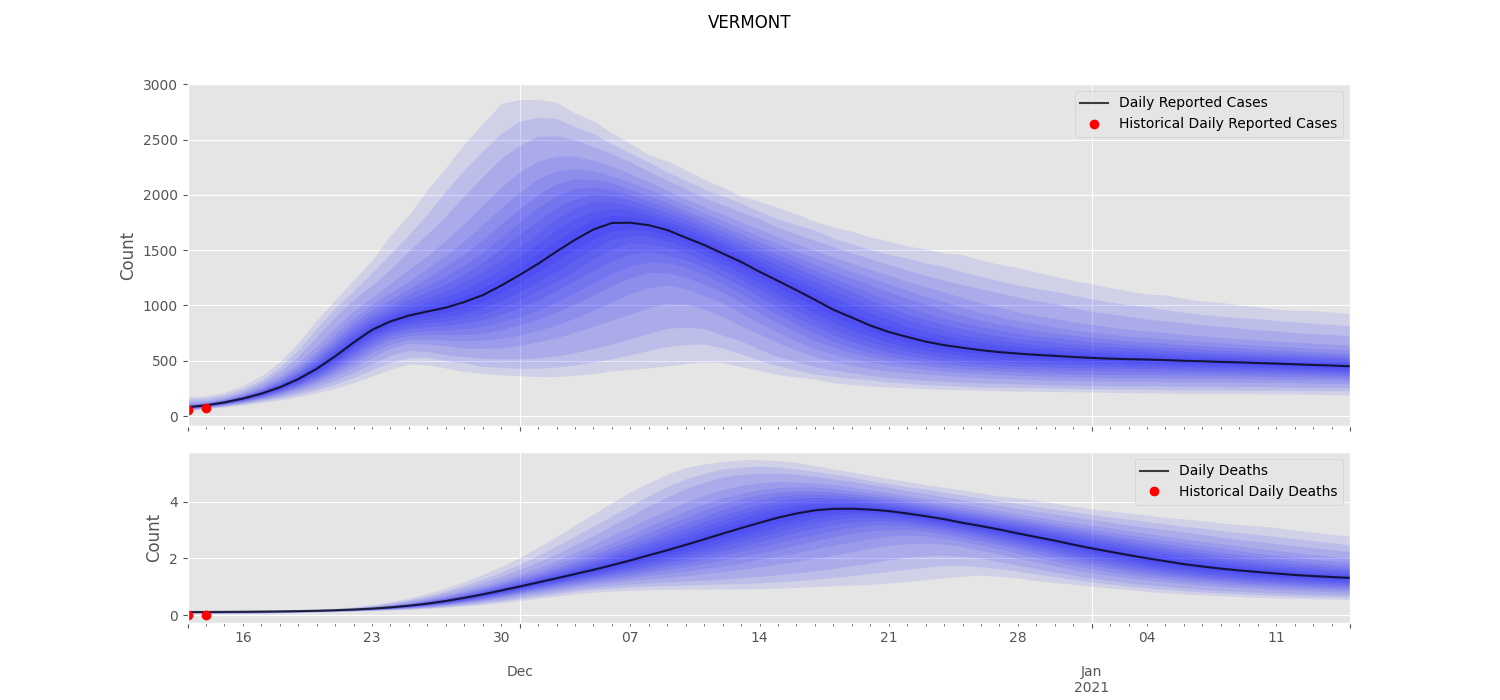 VERMONT
3000
2500
2000
1500
1000
500
0
Count
Daily Reported Cases
Historical Daily Reported Cases
4
2
0
Count
Daily Deaths
Historical Daily Deaths
16 23 30 07 14 21 28 04 11
Dec Jan
2021